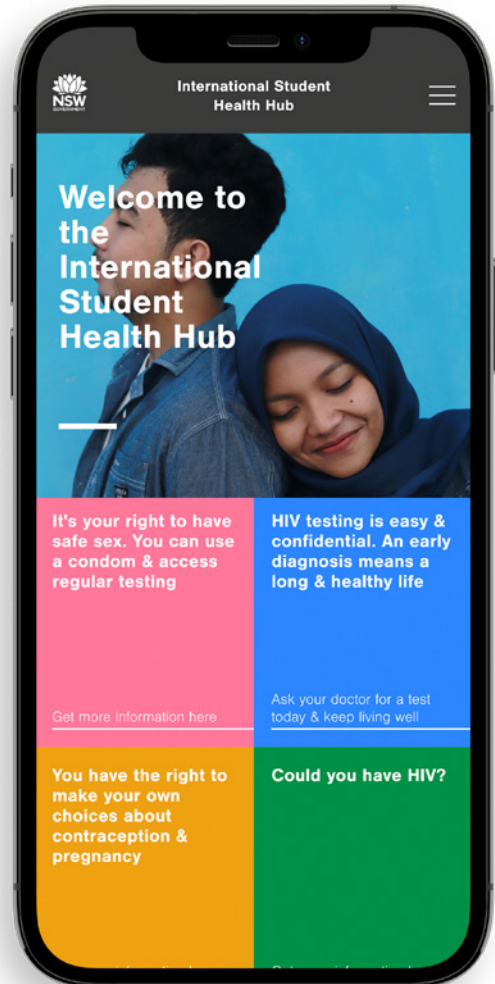 NSW
GOVERNMENT
International Student
Health Hub
Welcome to
the
International
Student
Health Hub
It's your right to have
safe sex. You can use
a condom & access
regular testing
Get more information here
HIV testing is easy &
confidential. An early
diagnosis means a
long & healthy life
Ask your doctor for a test
today & keep living well
You have the right to
make your own
choices about
contraception &
pregnancy
Could you have HIV?